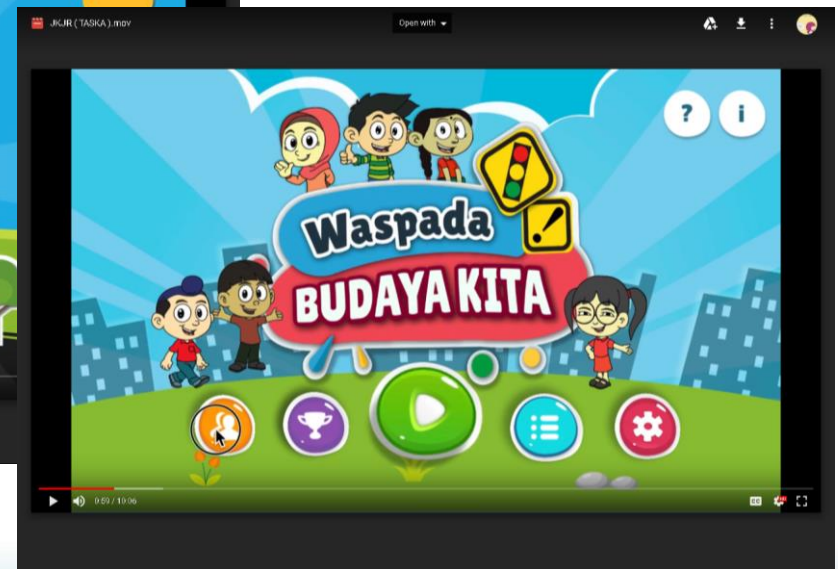 JKJR (TASKA).mov
Open with
? i
Waspada
!
BUDAYA KITA
0:59 / 10:06
CC